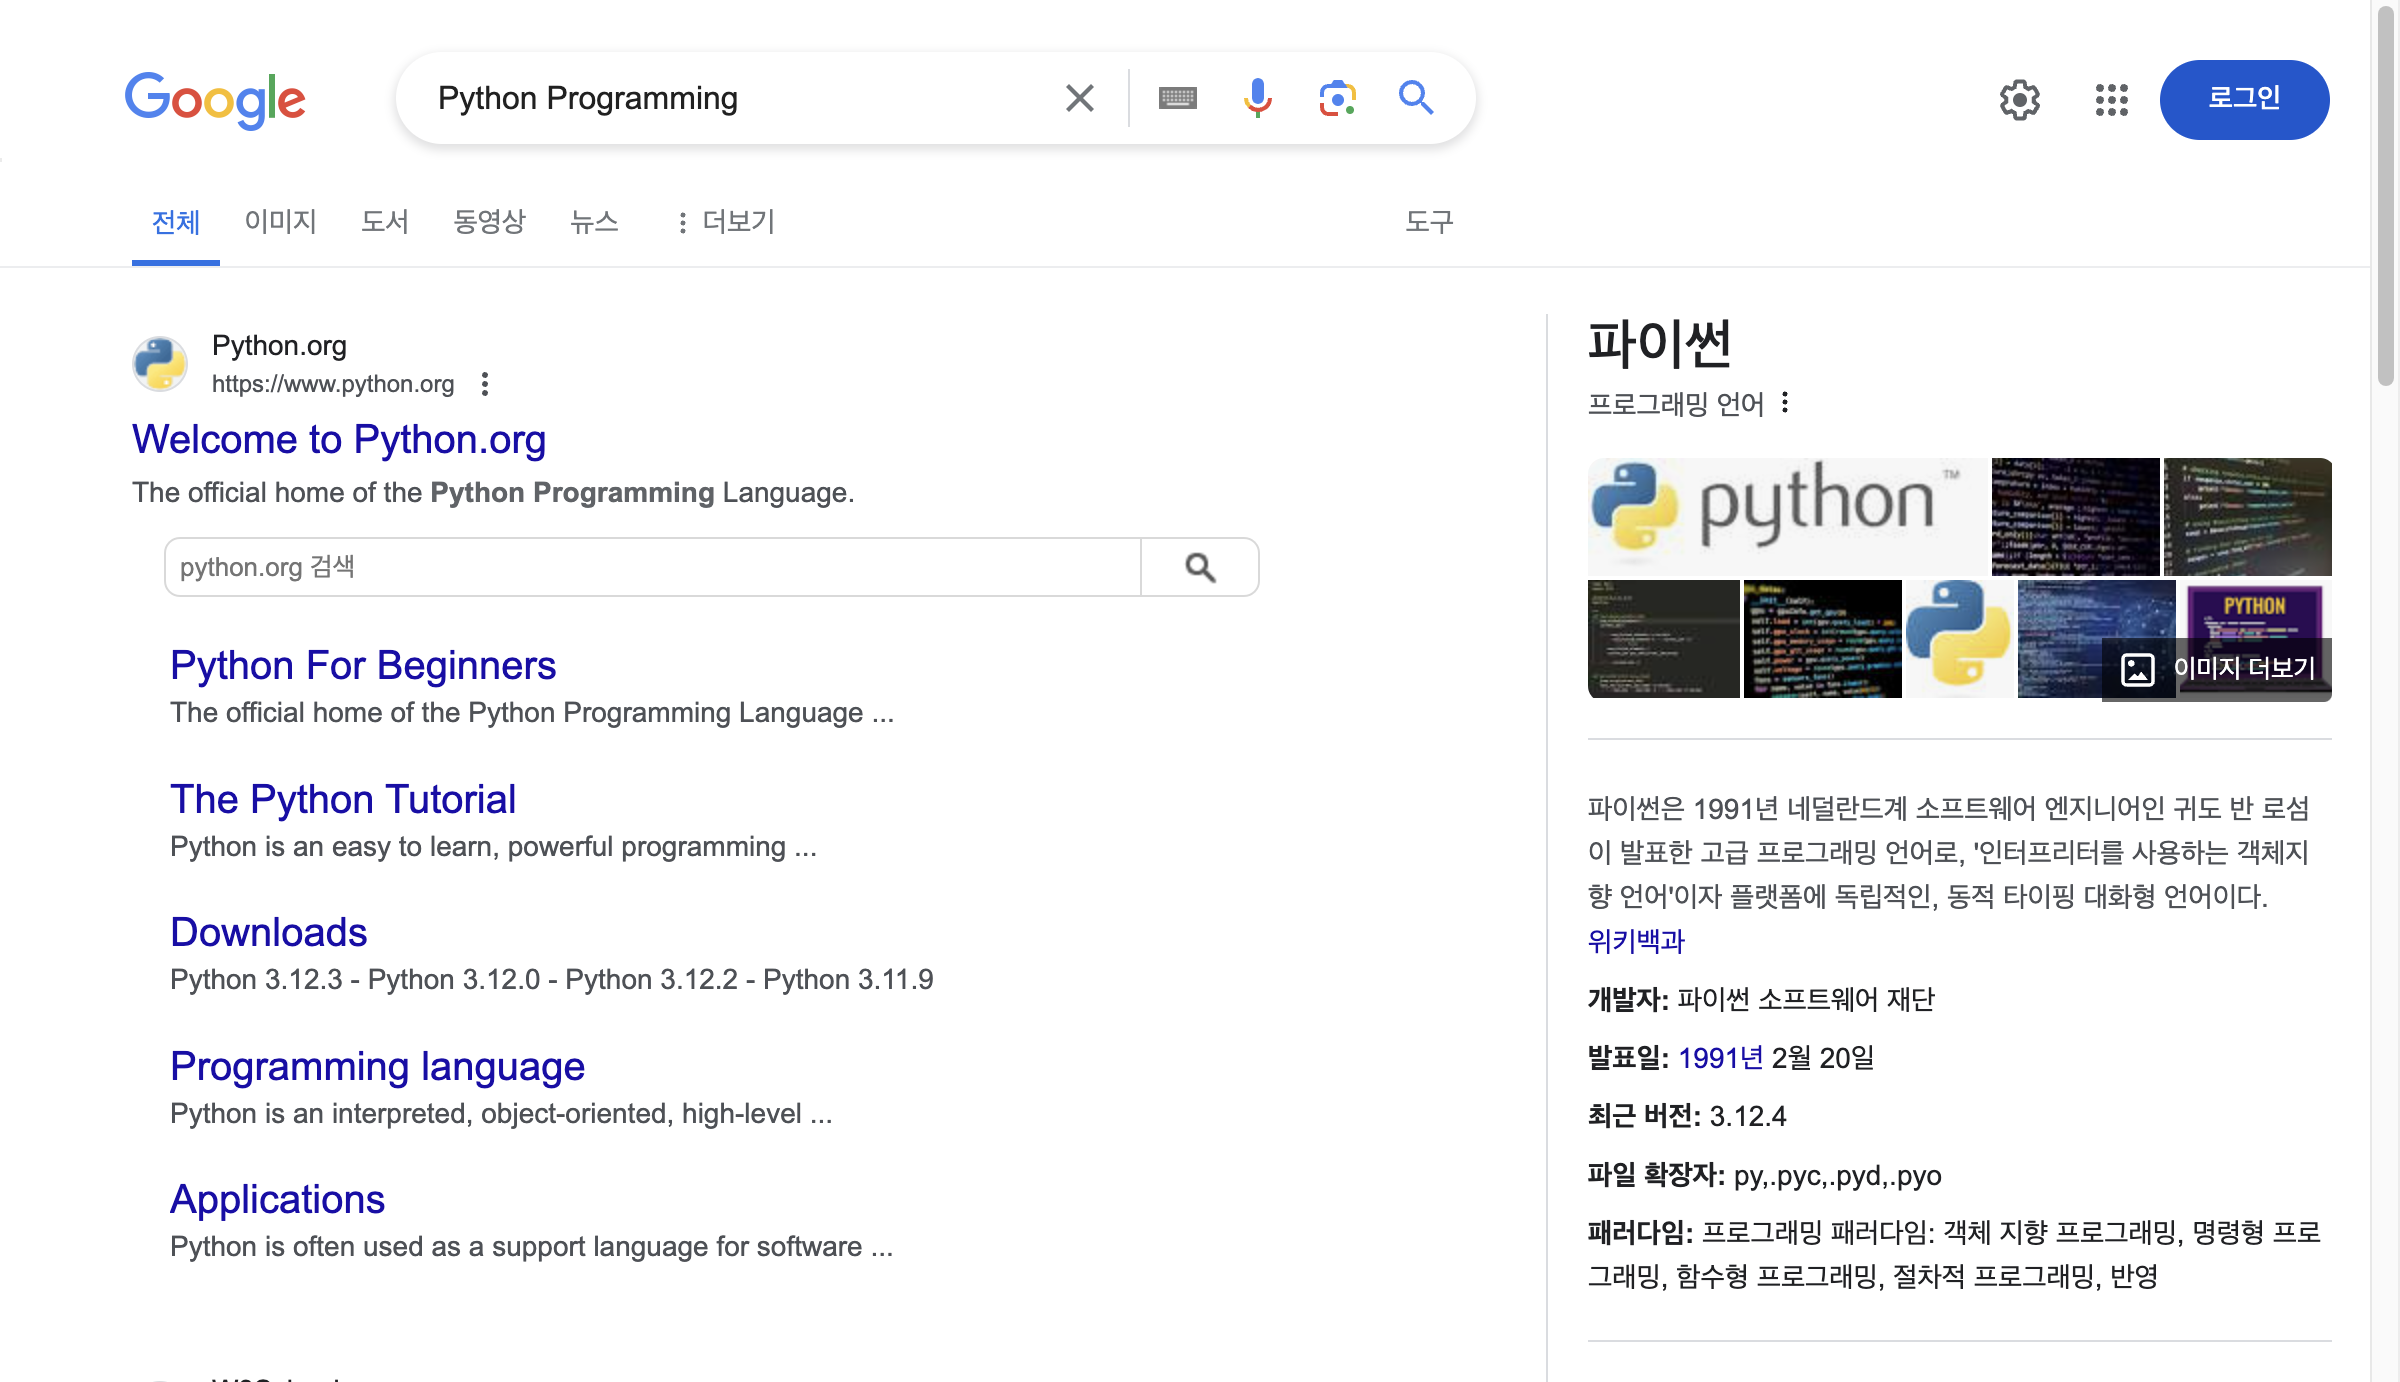 Google
Python Programming
로그인
전체 이미지 도서 동영상 뉴스 더보기 도구
Python.org
https://www.python.org
Welcome to Python.org
The official home of the Python Programming Language.
python.org 검색
Python For Beginners
The official home of the Python Programming Language ...
The Python Tutorial
Python is an easy to learn, powerful programming ...
Downloads
Python 3.12.3 - Python 3.12.0 - Python 3.12.2 - Python 3.11.9
Programming language
Python is an interpreted, object-oriented, high-level ...
Applications
Python is often used as a support language for software ...
파이썬
프로그래밍 언어
python™
PYTHON
이미지 더보기
파이썬은 1991년 네덜란드계 소프트웨어 엔지니어인 귀도 반 로섬
이 발표한 고급 프로그래밍 언어로, '인터프리터를 사용하는 객체지
향 언어'이자 플랫폼에 독립적인, 동적 타이핑 대화형 언어이다.
위키백과
개발자: 파이썬 소프트웨어 재단
발표일: 1991년 2월 20일
최근 버전: 3.12.4
파일 확장자: py,.pyc,.pyd,.pyo
패러다임: 프로그래밍 패러다임: 객체 지향 프로그래밍, 명령형 프로
그래밍, 함수형 프로그래밍, 절차적 프로그래밍, 반영